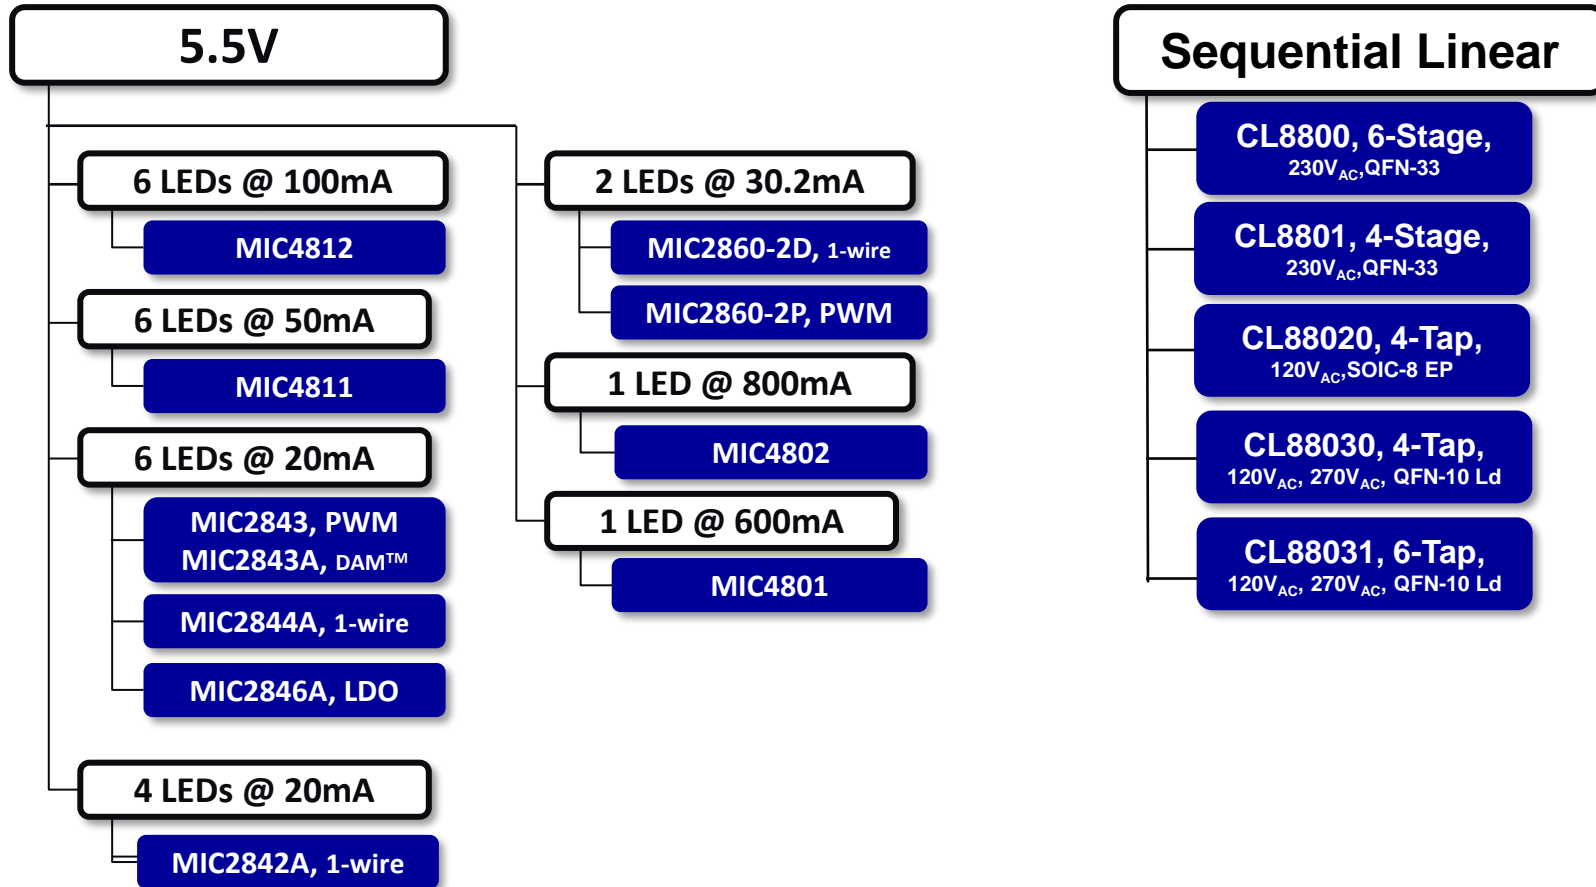 5.5V
6 LEDs @ 100mA
MIC4812
6 LEDs @ 50mA
MIC4811
6 LEDs @ 20mA
MIC2843, PWM
MIC2843A, DAM™
MIC2844A, 1-wire
MIC2846A, LDO
4 LEDs @ 20mA
MIC2842A, 1-wire
2 LEDs @ 30.2mA
MIC2860-2D, 1-wire
MIC2860-2P, PWM
1 LED @ 800mA
MIC4802
1 LED @ 600mA
MIC4801
Sequential Linear
CL8800, 6-Stage,
230VAC,QFN-33
CL8801, 4-Stage,
230VAC,QFN-33
CL88020, 4-Tap,
120VAC,SOIC-8 EP
CL88030, 4-Tap,
120VAC, 270VAC, QFN-10 Ld
CL88031, 6-Tap,
120VAC, 270VAC, QFN-10 Ld